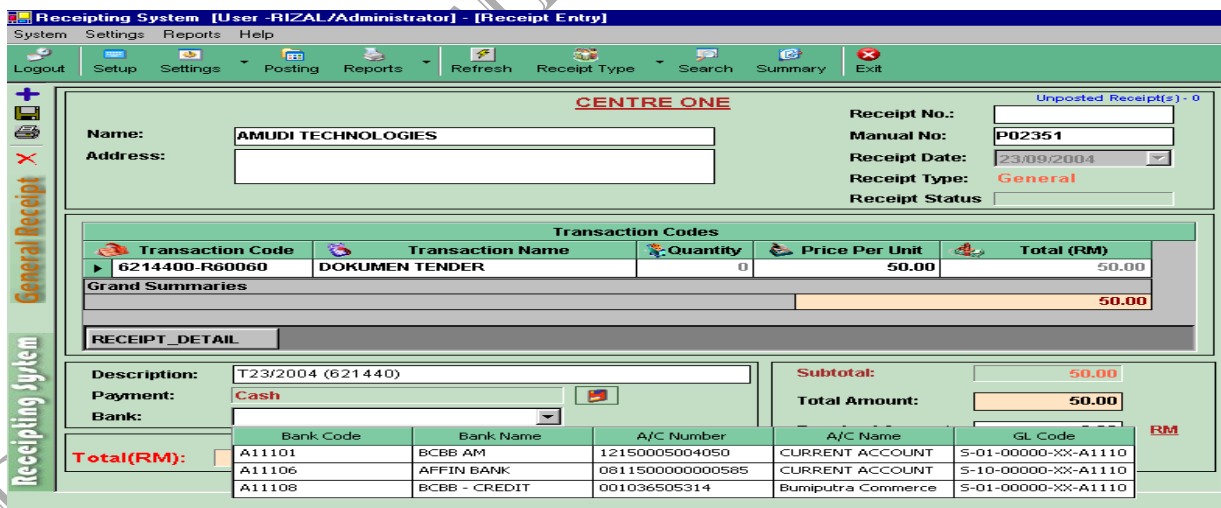 Receipting System [User -RIZAL/Administrator] - [Receipt Entry]
System Settings Reports Help
Logout Setup Settings Posting Reports Refresh Receipt Type Search Summary Exit
CENTRE ONE
Unposted Receipt(s) - 0
Receipt No.:
Name: AMUDI TECHNOLOGIES
Manual No: P02351
Address:
Receipt Date: 23/09/2004
Receipt Type: General
Receipt Status
General Receipt
Transaction Codes
Transaction Code Transaction Name Quantity Price Per Unit Total (RM)
6214400-R60060 DOKUMEN TENDER 0 50.00 50.00
Grand Summaries
50.00
RECEIPT_DETAIL
Receipting System
Description: T23/2004 (621440)
Subtotal: 50.00
Payment: Cash
Total Amount: 50.00
Bank:
RM
Total(RM):
Bank Code Bank Name A/C Number A/C Name GL Code
A11101 BCBB AM 12150005004050 CURRENT ACCOUNT S-01-00000-XX-A1110
A11106 AFFIN BANK 0811500000000585 CURRENT ACCOUNT S-10-00000-XX-A1110
A11108 BCBB - CREDIT 001036505314 Bumiputra Commerce S-01-00000-XX-A1110